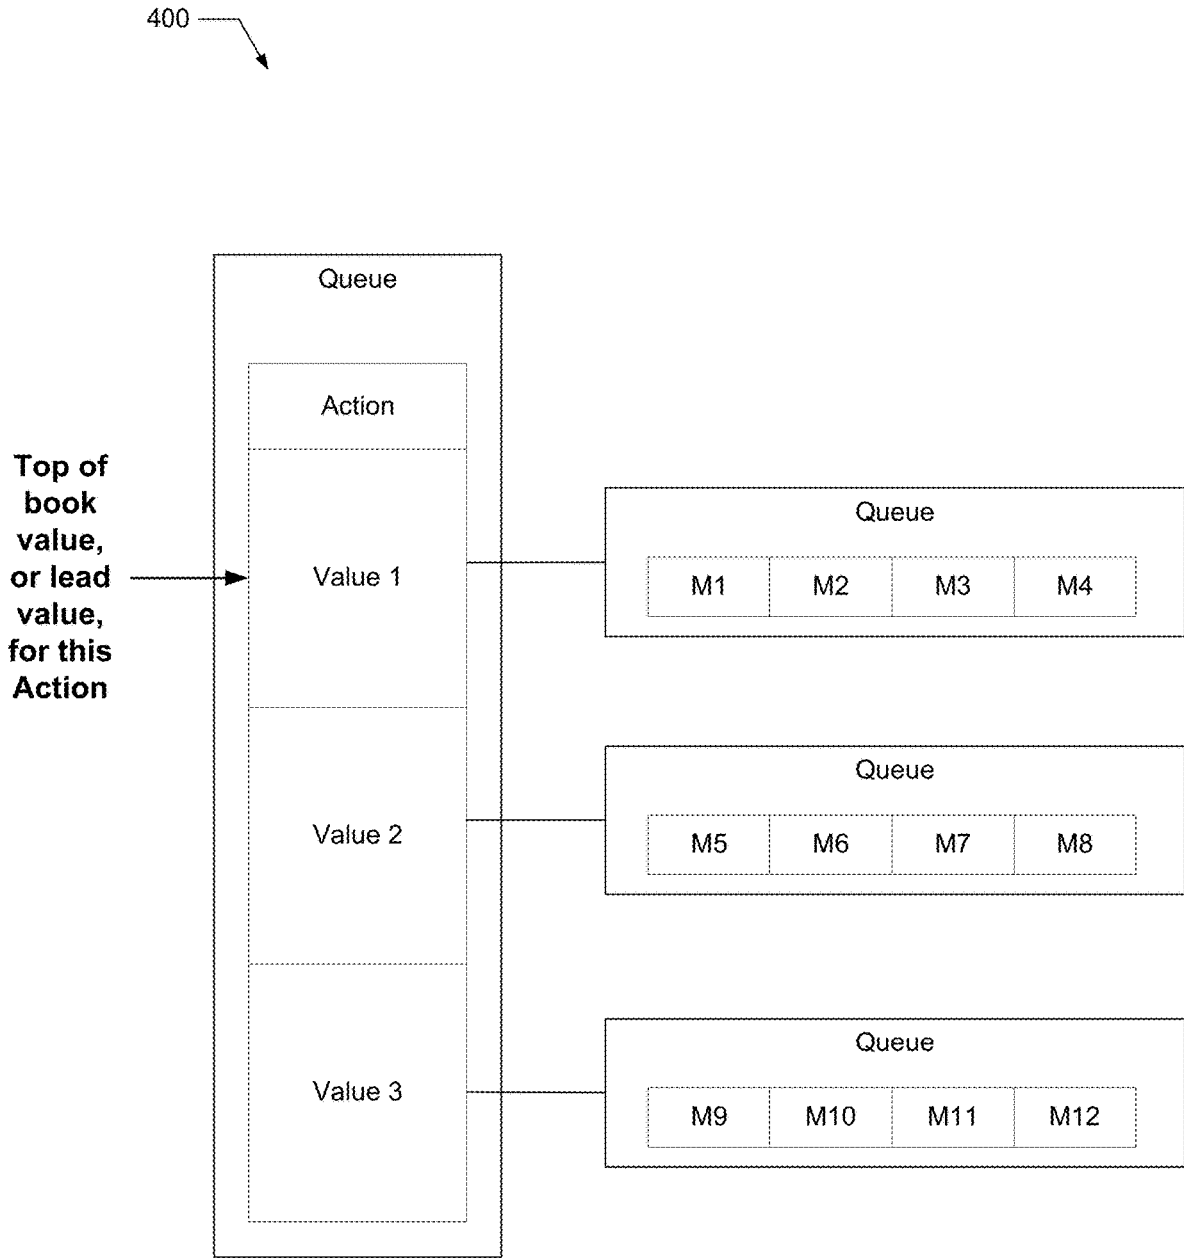 400
Queue
Action
Top of
book
value,
or lead
value,
for this
Action
Value 1
Queue
M1 M2 M3 M4
Value 2
Queue
M5 M6 M7 M8
Value 3
Queue
M9 M10 M11 M12